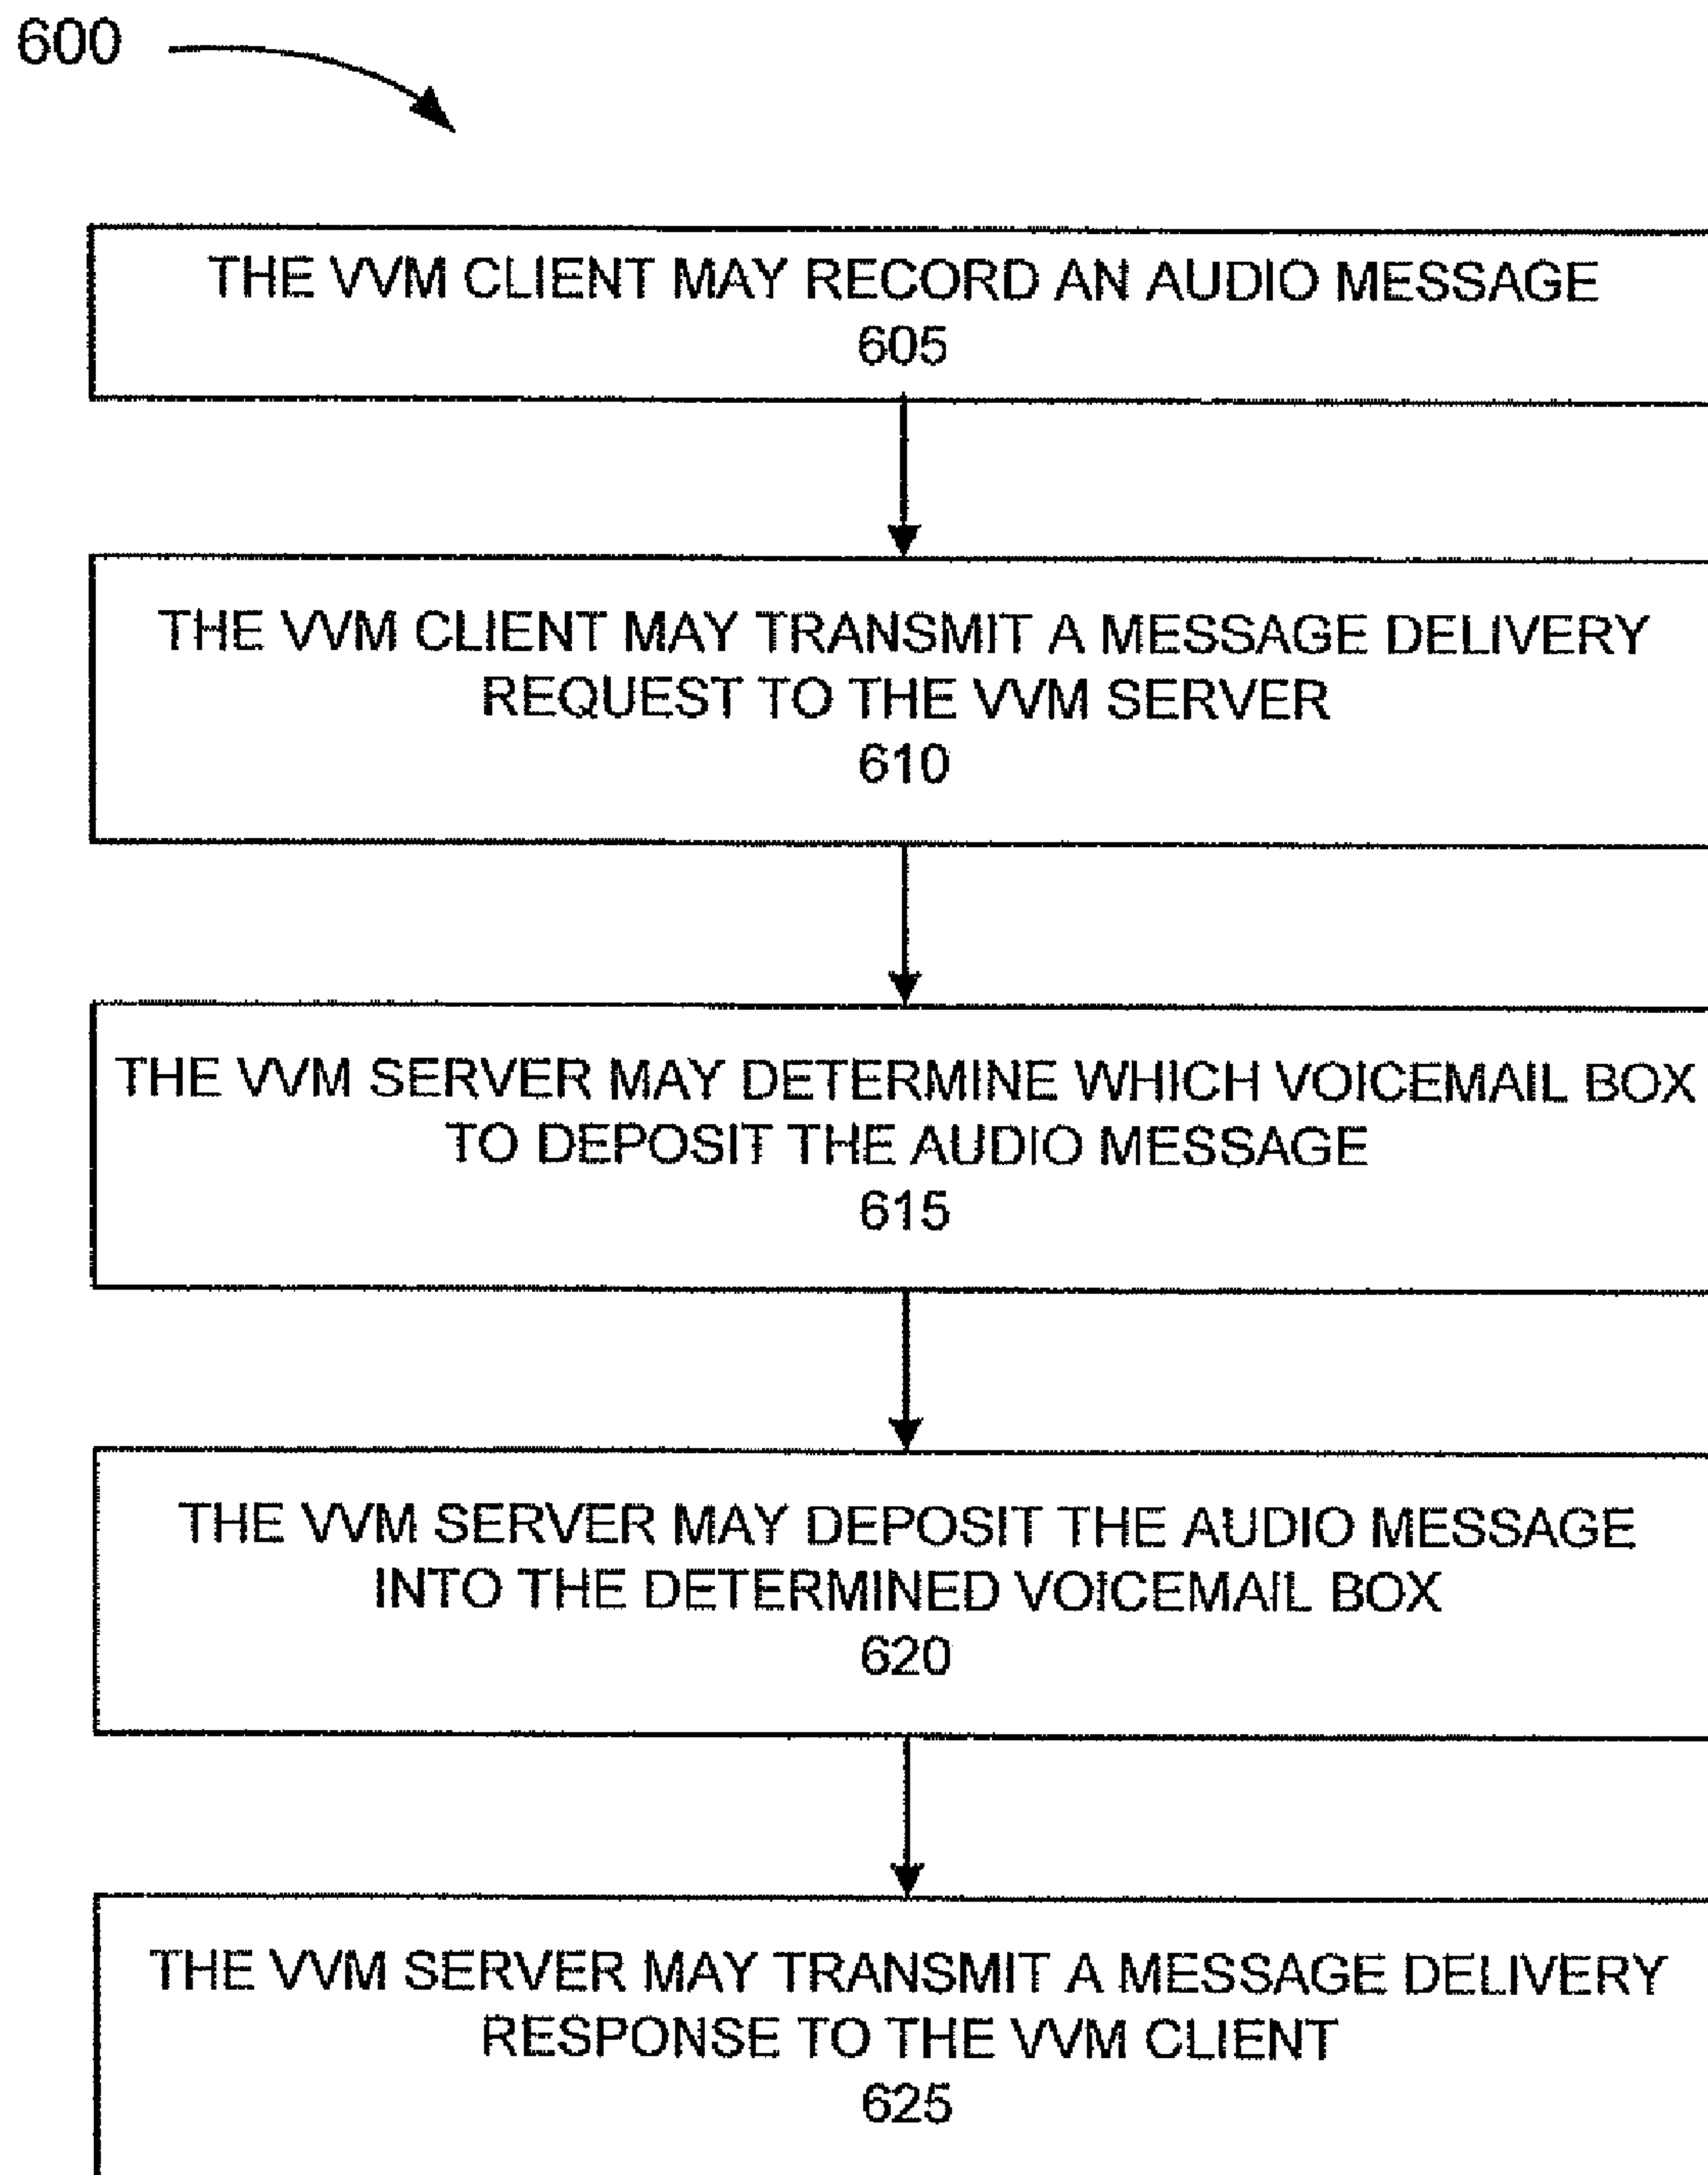 600
THE VVM CLIENT MAY RECORD AN AUDIO MESSAGE
605
THE VVM CLIENT MAY TRANSMIT A MESSAGE DELIVERY
REQUEST TO THE VVM SERVER
610
THE VVM SERVER MAY DETERMINE WHICH VOICEMAIL BOX
TO DEPOSIT THE AUDIO MESSAGE
615
THE VVM SERVER MAY DEPOSIT THE AUDIO MESSAGE
INTO THE DETERMINED VOICEMAIL BOX
620
THE VVM SERVER MAY TRANSMIT A MESSAGE DELIVERY
RESPONSE TO THE VVM CLIENT
625